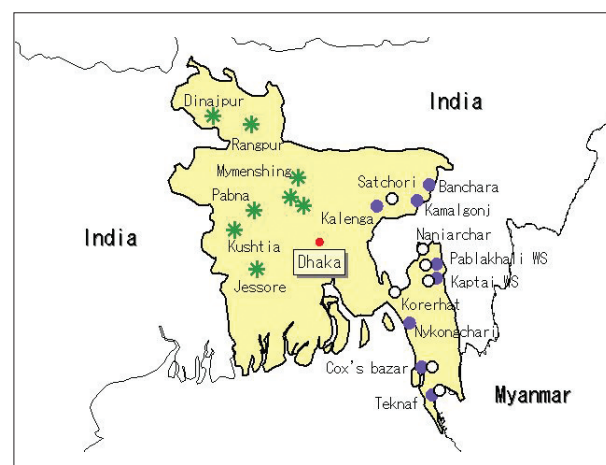 Dinajpur
India
Rangpur
Mymenshing
Satchori
Banchara
Pabna
Kalenga
Kamalgonj
India
Naniarchar
Kushtia
Dhaka
Pablakhali WS
Jessore
Kaptai WS
Korerhat
Nykongchari
Cox's bazar
Teknaf
Myanmar